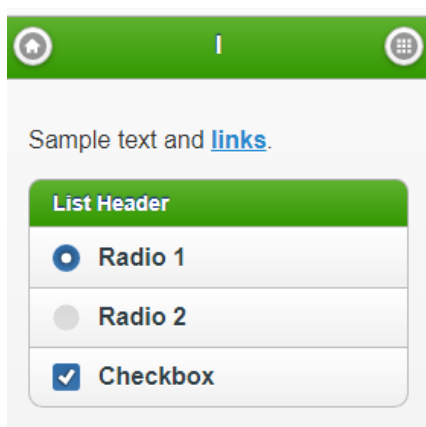 I
Sample text and links.
List Header
Radio 1
Radio 2
Checkbox